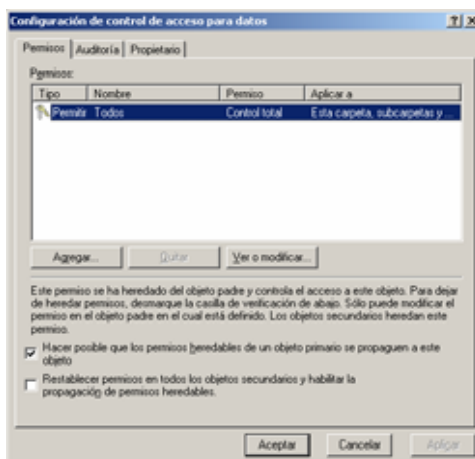 Configuración de control de acceso para datos
Permisos Auditoría Propietario
Permisos:
Tipo Nombre Permiso Aplicar a
Permitir Todos Control total Esta carpeta, subcarpetas y ...
Agregar... Quitar Ver o modificar...
Este permiso se ha heredado del objeto padre y controla el acceso a este objeto. Para dejar
de heredar permisos, desmarque la casilla de verificación de abajo. Sólo puede modificar el
permiso en el objeto padre en el cual está definido. Los objetos secundarios heredan este
permiso.
Hacer posible que los permisos heredables de un objeto primario se propaguen a este
objeto
Restablecer permisos en todos los objetos secundarios y habilitar la
propagación de permisos heredables.
Aceptar Cancelar Aplicar